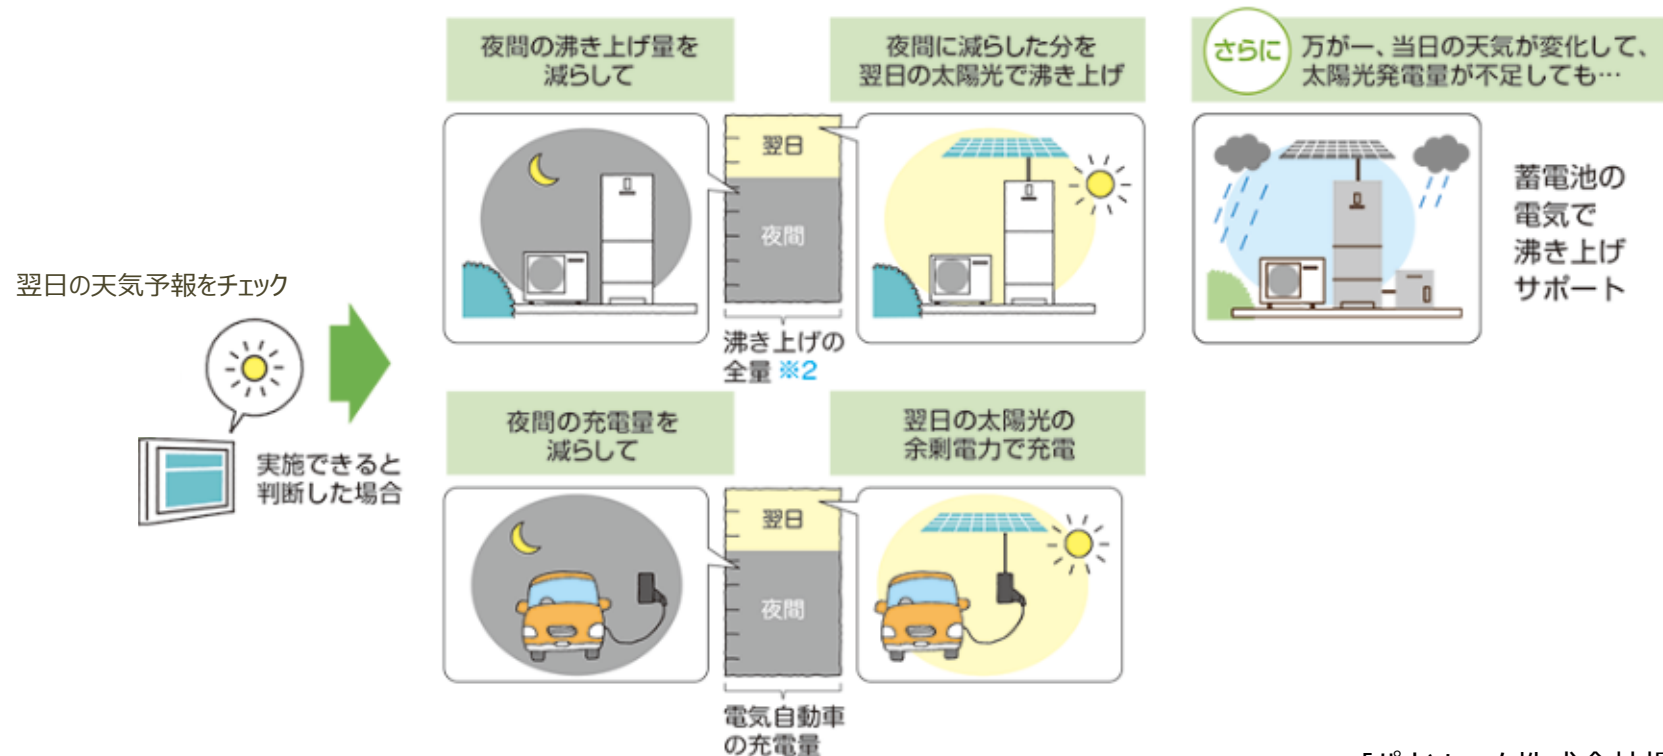 翌日の天気予報をチェック
実施できると
判断した場合
夜間の沸き上げ量を
減らして
翌日
夜間
沸き上げの
全量 ※2
夜間に減らした分を
翌日の太陽光で沸き上げ
さらに
万が一、当日の天気が変化して、
太陽光発電量が不足しても…
蓄電池の
電気で
沸き上げ
サポート
夜間の充電量を
減らして
翌日
夜間
電気自動車
の充電量
翌日の太陽光の
余剰電力で充電